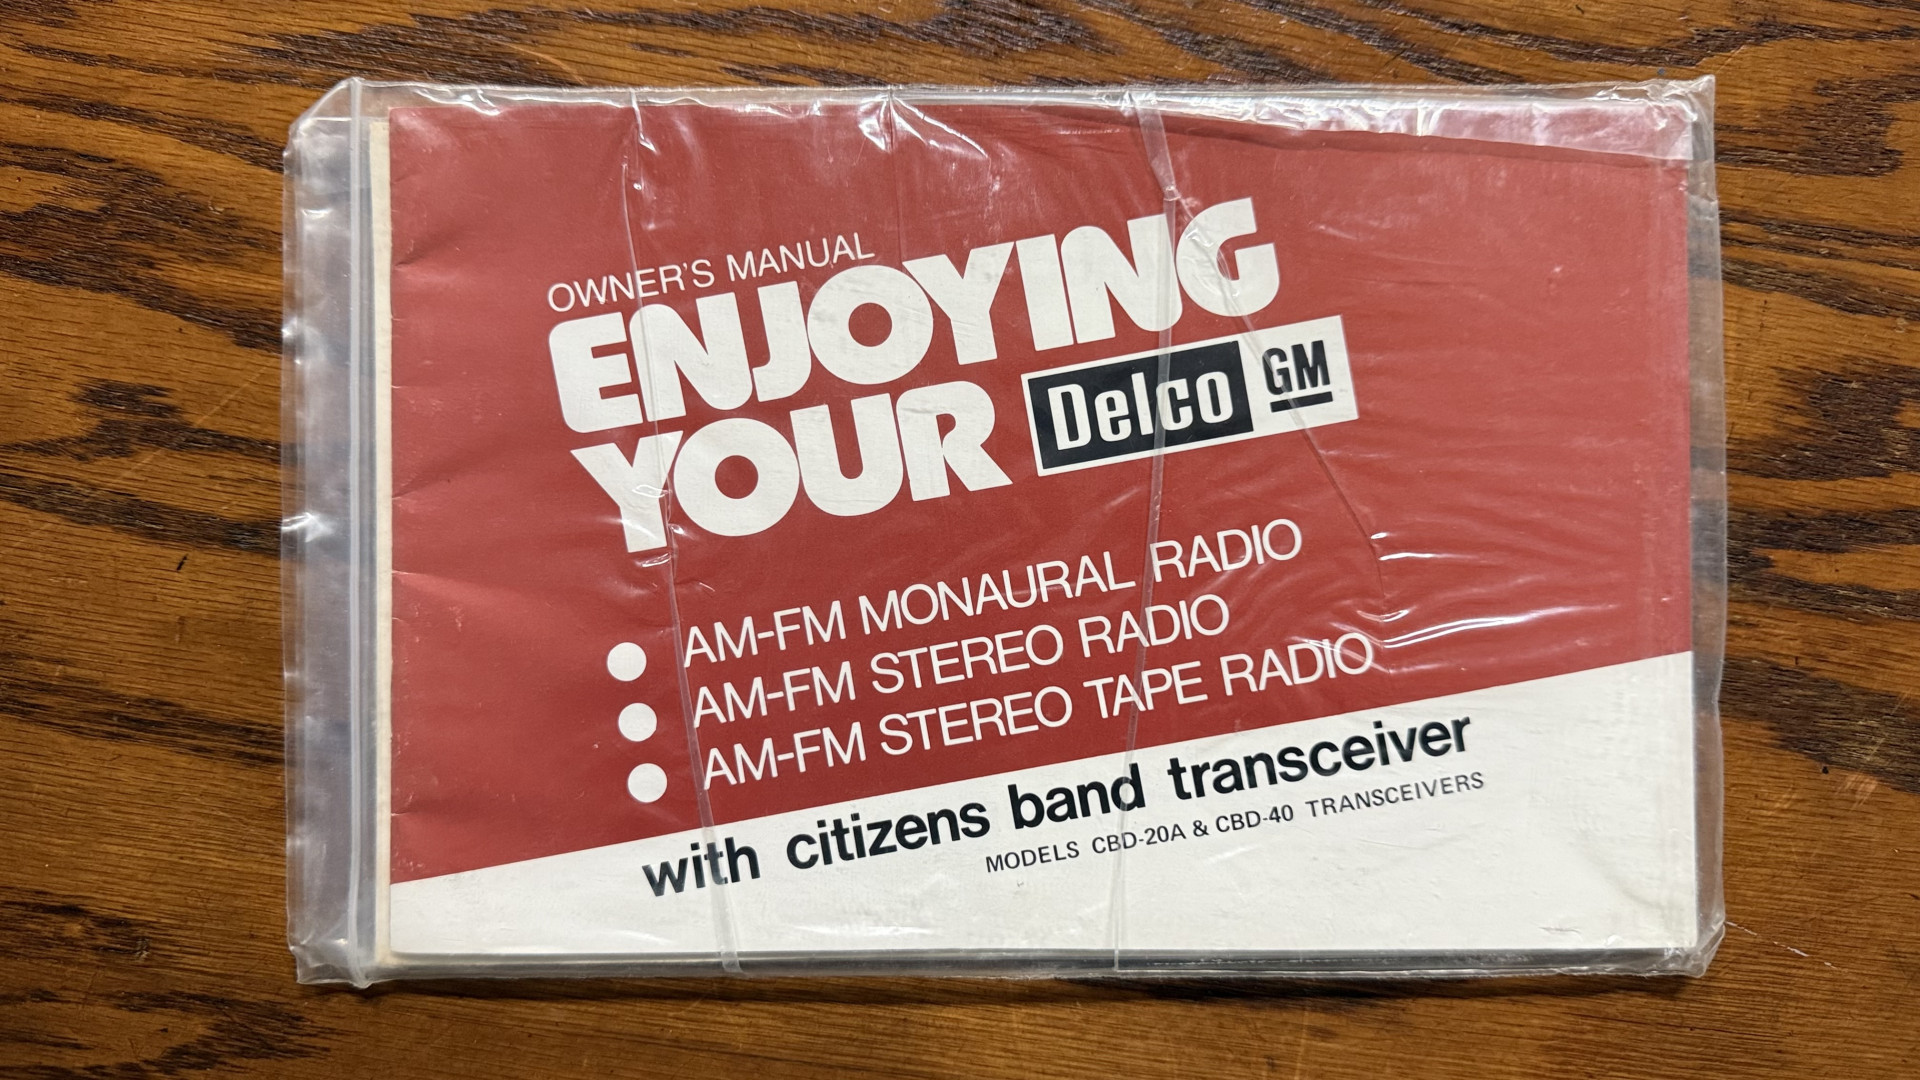 OWNER'S MANUAL
ENJOYING
YOUR Delco GM
AM-FM MONAURAL RADIO
AM-FM STEREO RADIO
AM-FM STEREO TAPE RADIO
with citizens band transceiver
MODELS CBD-20A & CBD-40 TRANSCEIVERS